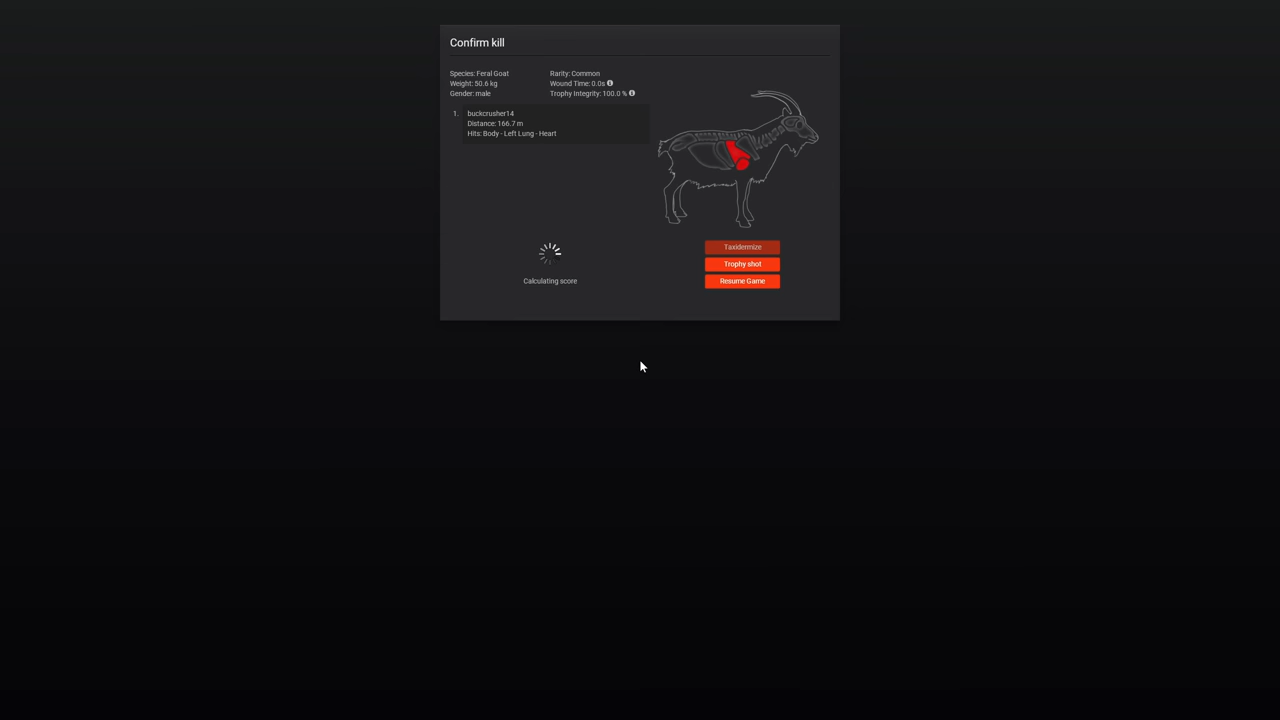 Confirm kill
Species: Feral Goat
Weight: 50.6 kg
Gender: male
Rarity: Common
Wound Time: 0.0s
Trophy Integrity: 100.0 %
1.
buckcrusher14
Distance: 166.7 m
Hits: Body - Left Lung - Heart
Calculating score
Taxidermize
Trophy shot
Resume Game